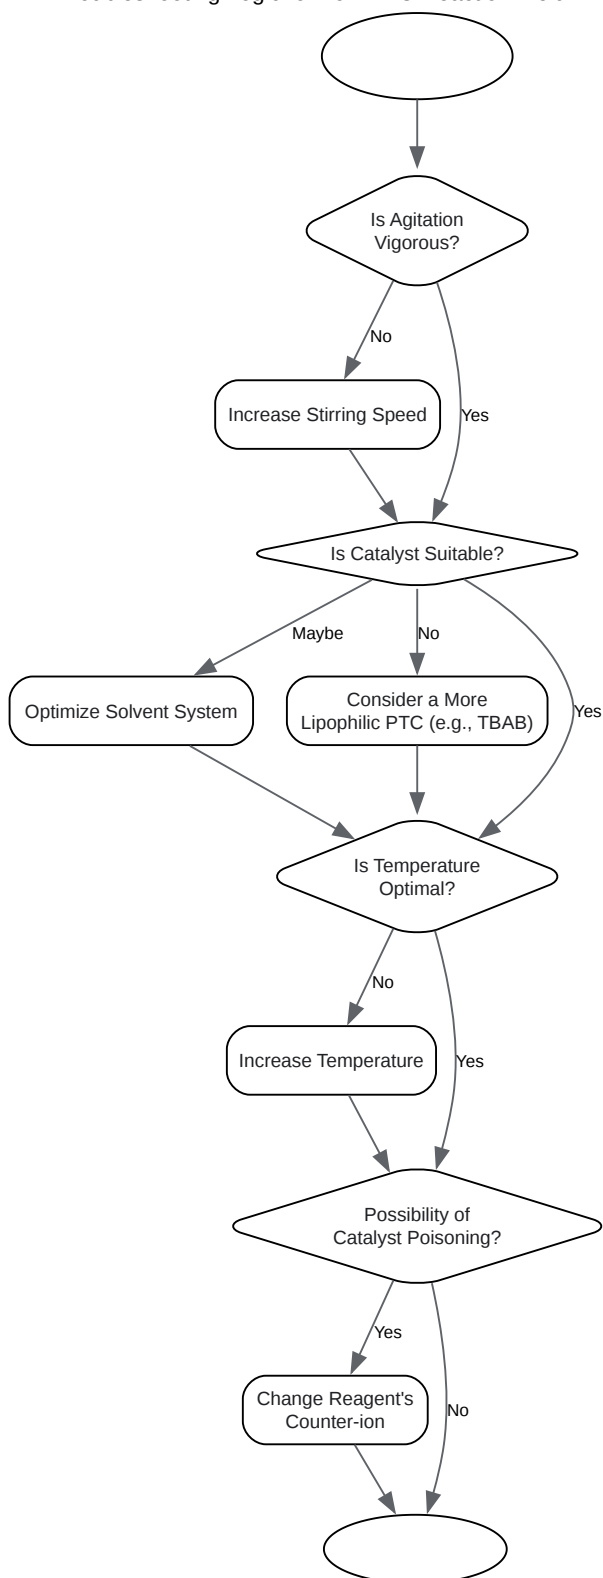 Is Agitation
Vigorous?
No
Increase Stirring Speed
Yes
Is Catalyst Suitable?
Maybe
No
Optimize Solvent System
Consider a More
Lipophilic PTC (e.g., TBAB)
Yes
Is Temperature
Optimal?
No
Increase Temperature
Yes
Possibility of
Catalyst Poisoning?
Yes
Change Reagent's
Counter-ion
No